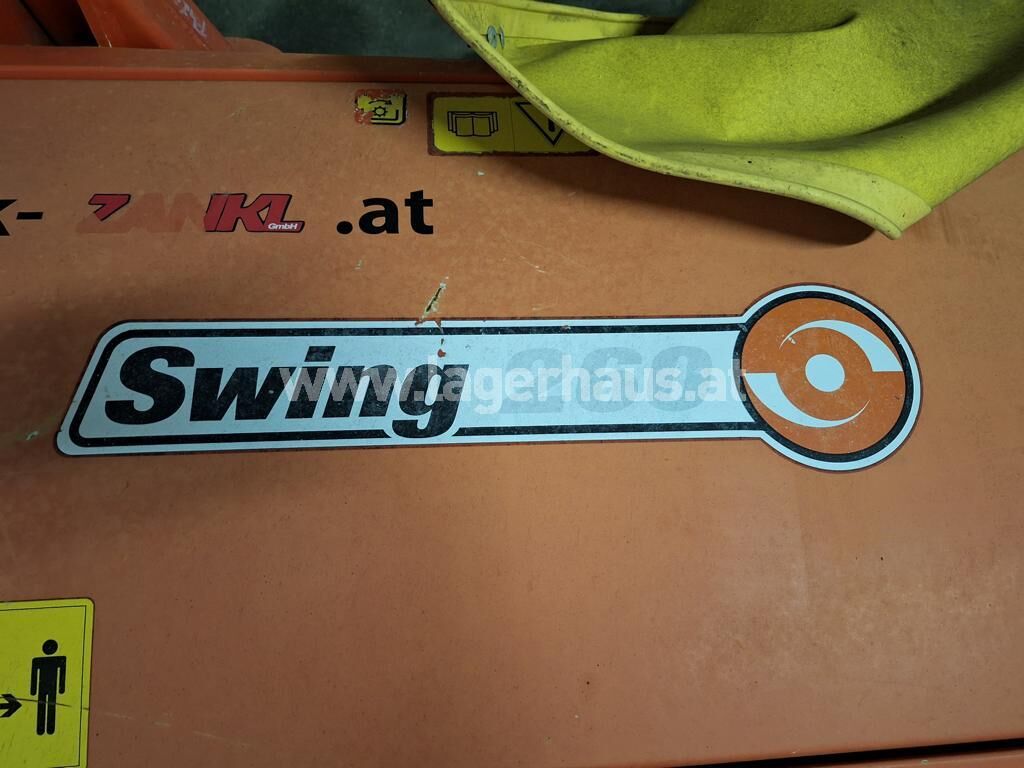 k- ZANKL GmbH .at
Swing
www.lagerhaus.at